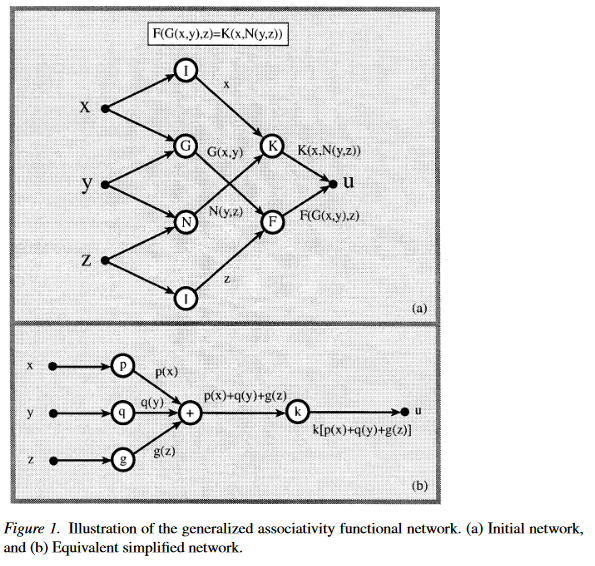 F(G(x,y),z)=K(x,N(y,z))
I
x
x
G
G(x,y)
K
K(x,N(y,z))
y
u
N
N(y,z)
F
F(G(x,y),z)
z
z
I
(a)
x
p
p(x)
y
q
q(y)
+
p(x)+q(y)+g(z)
k
u
k[p(x)+q(y)+g(z)]
z
g
g(z)
(b)
Figure 1. Illustration of the generalized associativity functional network. (a) Initial network,
and (b) Equivalent simplified network.